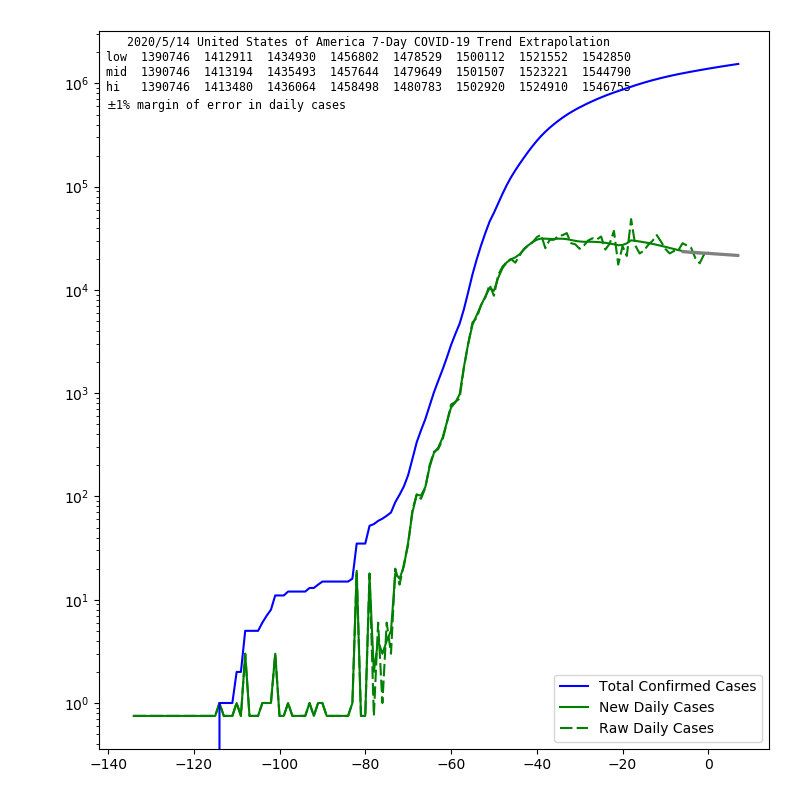 2020/5/14 United States of America 7-Day COVID-19 Trend Extrapolation
low 1390746 1412911 1434930 1456802 1478529 1500112 1521552 1542850
mid 1390746 1413194 1435493 1457644 1479649 1501507 1523221 1544790
hi 1390746 1413480 1436064 1458498 1480783 1502920 1524910 1546755
±1% margin of error in daily cases
10⁶
10⁵
10⁴
10³
10²
10¹
10⁰
Total Confirmed Cases
New Daily Cases
Raw Daily Cases
−140 −120 −100 −80 −60 −40 −20 0